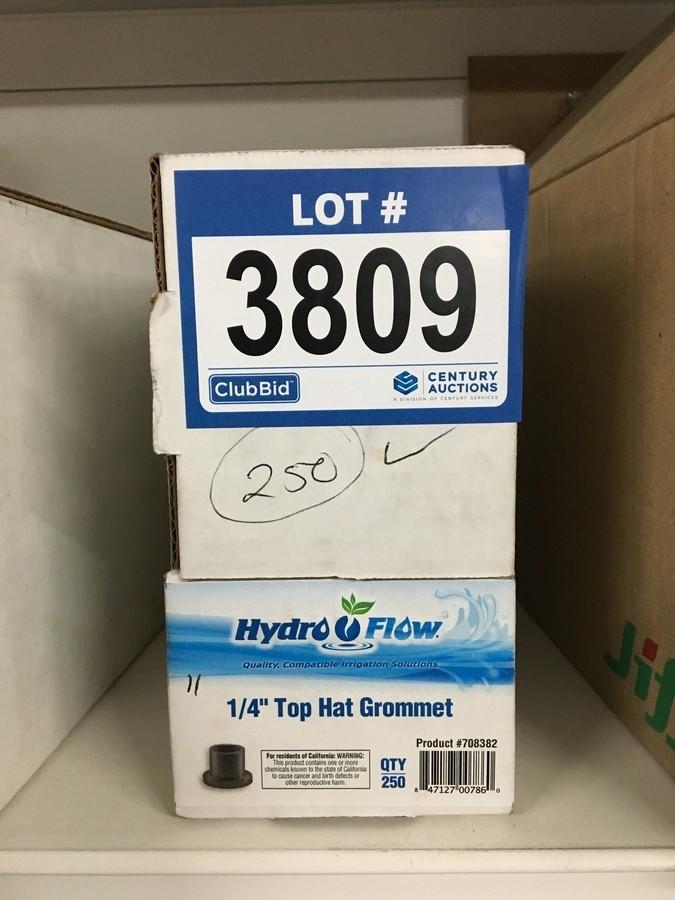 LOT #
3809
ClubBid™
CENTURY
AUCTIONS
A DIVISION OF CENTURY SERVICES
250
Hydro Flow.
Quality, Compatible Irrigation Solutions
1/4" Top Hat Grommet
For residents of California: WARNING:
This product contains one or more
chemicals known to the state of California
to cause cancer and birth defects or
other reproductive harm.
QTY
250
Product #708382
8 47127 00786 0
Jiff